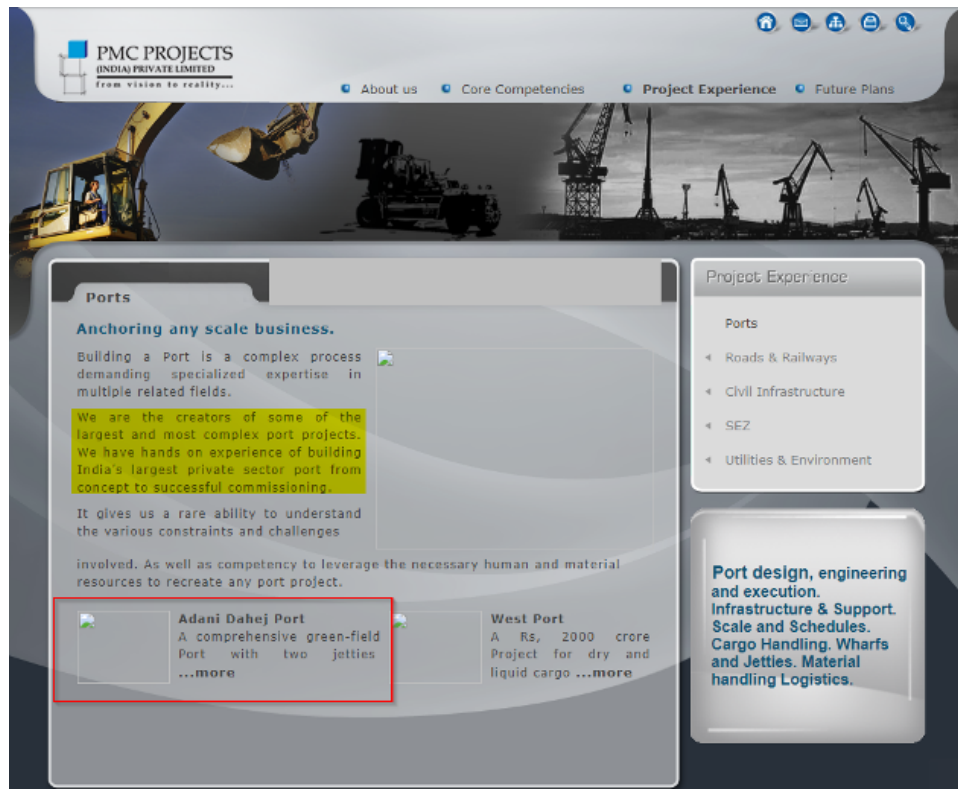 PMC PROJECTS
(INDIA) PRIVATE LIMITED
from vision to reality...
About us
Core Competencies
Project Experience
Future Plans
Ports
Anchoring any scale business.
Building a Port is a complex process
demanding specialized expertise in
multiple related fields.
We are the creators of some of the
largest and most complex port projects.
We have hands on experience of building
India's largest private sector port from
concept to successful commissioning.
It gives us a rare ability to understand
the various constraints and challenges
involved. As well as competency to leverage the necessary human and material
resources to recreate any port project.
Adani Dahej Port
A comprehensive green-field
Port with two jetties
...more
West Port
A Rs, 2000 crore
Project for dry and
liquid cargo ...more
Project Experience
Ports
Roads & Railways
Civil Infrastructure
SEZ
Utilities & Environment
Port design, engineering
and execution.
Infrastructure & Support.
Scale and Schedules.
Cargo Handling. Wharfs
and Jetties. Material
handling Logistics.